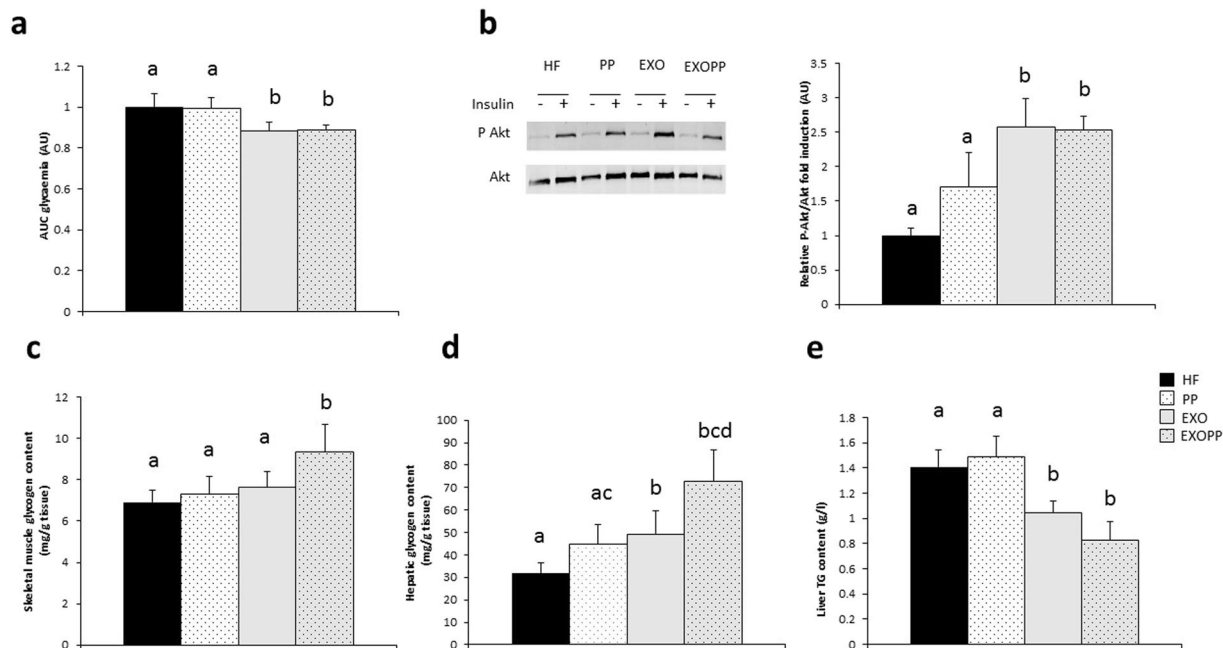 a
AUC glycaemia (AU)
1.2
1
0.8
0.6
0.4
0.2
0
a
a
b
b
b
HF
PP
EXO
EXOPP
Insulin
-
+
-
+
-
+
-
+
P Akt
Akt
Relative P-Akt/Akt fold induction (AU)
3.5
3
2.5
2
1.5
1
0.5
0
a
a
b
b
c
Skeletal muscle glycogen content
(mg/g tissue)
12
10
8
6
4
2
0
a
a
a
b
d
Hepatic glycogen content
(mg/g tissue)
100
90
80
70
60
50
40
30
20
10
0
a
ac
b
bcd
e
Liver TG content (g/l)
1.8
1.6
1.4
1.2
1
0.8
0.6
0.4
0.2
0
a
a
b
b
HF
PP
EXO
EXOPP